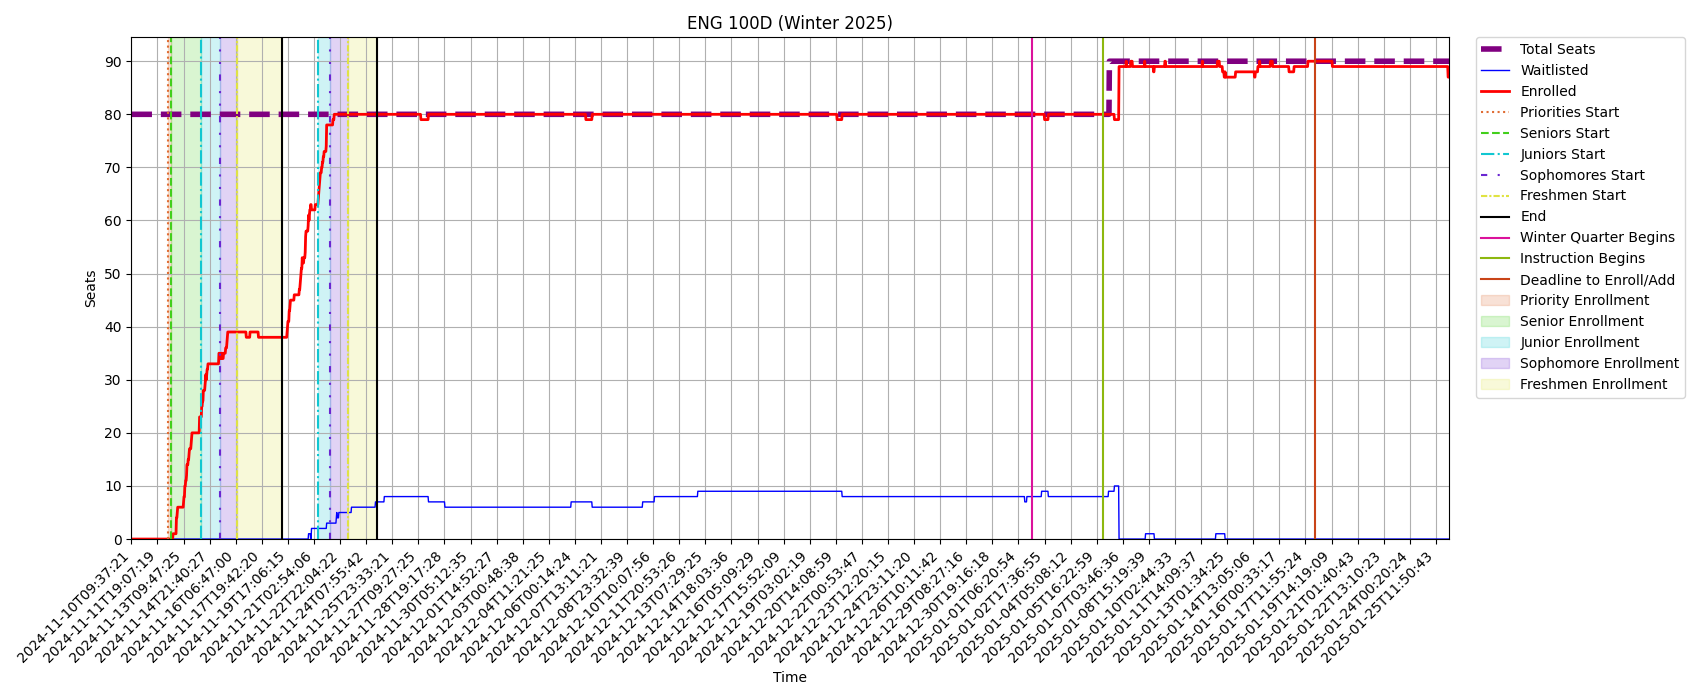 ENG 100D (Winter 2025)
Seats
90
80
70
60
50
40
30
20
10
0
2024-11-10T09:37:21
2024-11-11T19:07:19
2024-11-13T09:47:25
2024-11-14T21:40:27
2024-11-16T06:47:00
2024-11-17T19:42:20
2024-11-19T17:06:15
2024-11-21T02:54:06
2024-11-22T22:04:22
2024-11-24T07:55:42
2024-11-25T23:33:21
2024-11-27T09:27:25
2024-11-28T19:17:28
2024-11-30T05:12:35
2024-12-01T14:52:27
2024-12-03T00:48:38
2024-12-04T11:21:25
2024-12-06T00:14:24
2024-12-07T13:11:21
2024-12-08T23:32:39
2024-12-10T10:07:56
2024-12-11T20:53:26
2024-12-13T07:29:25
2024-12-14T18:03:36
2024-12-16T05:09:29
2024-12-17T15:52:09
2024-12-19T03:02:19
2024-12-20T14:08:59
2024-12-22T00:53:47
2024-12-23T12:20:15
2024-12-24T23:11:20
2024-12-26T10:11:42
2024-12-29T08:27:16
2024-12-30T19:16:18
2025-01-01T06:20:54
2025-01-02T17:36:55
2025-01-04T05:08:12
2025-01-05T16:22:59
2025-01-07T03:46:36
2025-01-08T15:19:39
2025-01-10T02:44:33
2025-01-11T14:09:37
2025-01-13T01:34:25
2025-01-14T13:05:06
2025-01-16T00:33:17
2025-01-17T11:55:24
2025-01-19T14:19:09
2025-01-21T01:40:43
2025-01-22T13:10:23
2025-01-24T00:20:24
2025-01-25T11:50:43
Time
Total Seats
Waitlisted
Enrolled
Priorities Start
Seniors Start
Juniors Start
Sophomores Start
Freshmen Start
End
Winter Quarter Begins
Instruction Begins
Deadline to Enroll/Add
Priority Enrollment
Senior Enrollment
Junior Enrollment
Sophomore Enrollment
Freshmen Enrollment